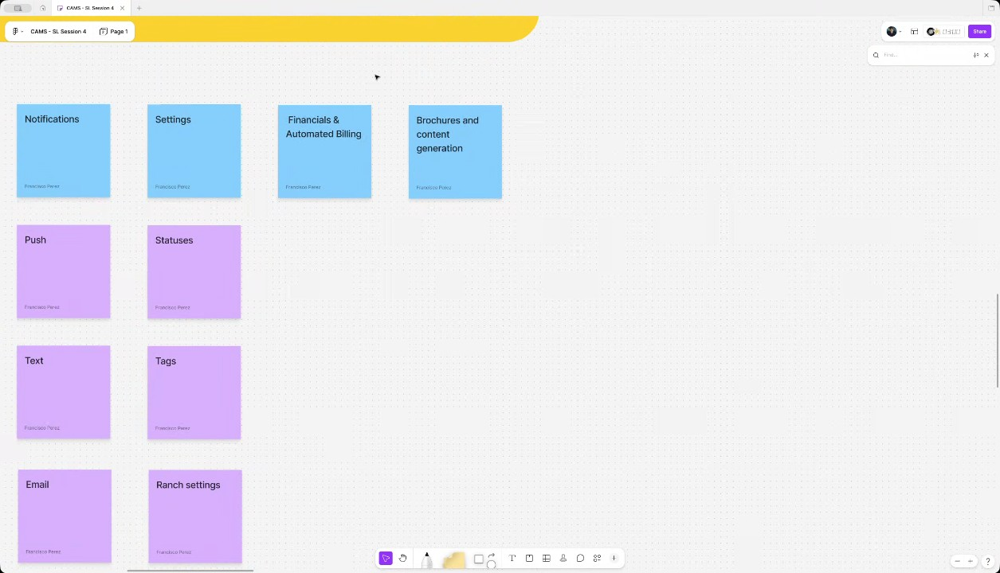 CAMS - SL Session 4
CAMS - SL Session 4
Page 1
Share
Find...
Notifications
Francisco Perez
Settings
Francisco Perez
Financials &
Automated Billing
Francisco Perez
Brochures and
content
generation
Francisco Perez
Push
Francisco Perez
Statuses
Francisco Perez
Text
Francisco Perez
Tags
Francisco Perez
Email
Francisco Perez
Ranch settings
Francisco Perez